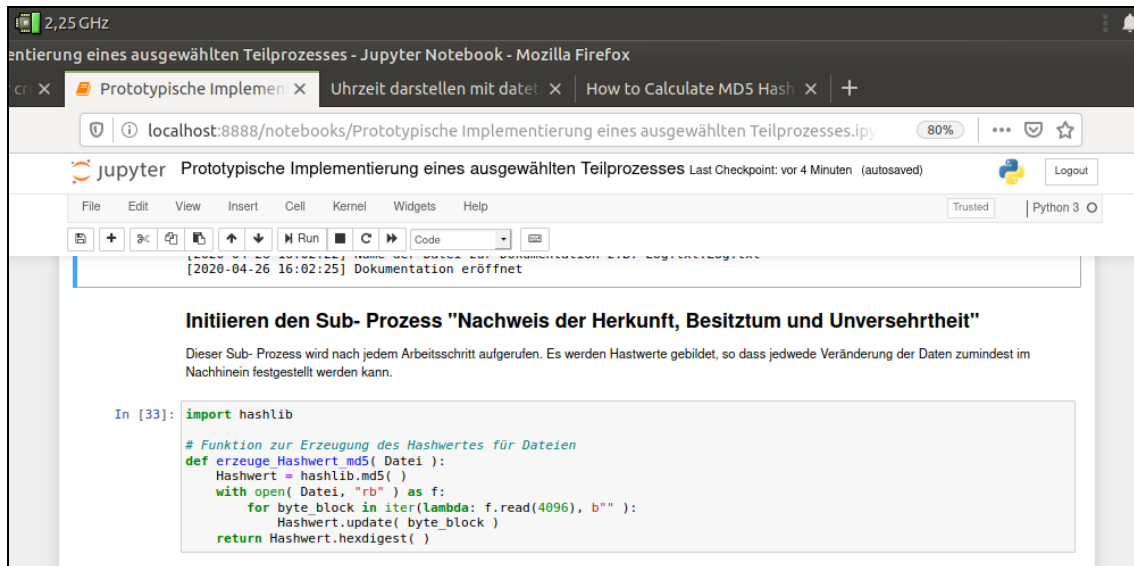 2,25 GHz
entierung eines ausgewählten Teilprozesses - Jupyter Notebook - Mozilla Firefox
Prototypische Implemen Uhrzeit darstellen mit datet How to Calculate MD5 Hash
localhost:8888/notebooks/Prototypische Implementierung eines ausgewählten Teilprozesses.ipy 80%
jupyter Prototypische Implementierung eines ausgewählten Teilprozesses Last Checkpoint: vor 4 Minuten (autosaved) Logout
File Edit View Insert Cell Kernel Widgets Help Trusted Python 3
Run Code
[2020-04-26 16:02:25] Dokumentation eröffnet
Initiieren den Sub- Prozess "Nachweis der Herkunft, Besitztum und Unversehrtheit"
Dieser Sub- Prozess wird nach jedem Arbeitsschritt aufgerufen. Es werden Hastwerte gebildet, so dass jedwede Veränderung der Daten zumindest im
Nachhinein festgestellt werden kann.
In [33]: import hashlib
# Funktion zur Erzeugung des Hashwertes für Dateien
def erzeuge_Hashwert_md5( Datei ):
Hashwert = hashlib.md5( )
with open( Datei, "rb" ) as f:
for byte_block in iter(lambda: f.read(4096), b"" ):
Hashwert.update( byte_block )
return Hashwert.hexdigest( )